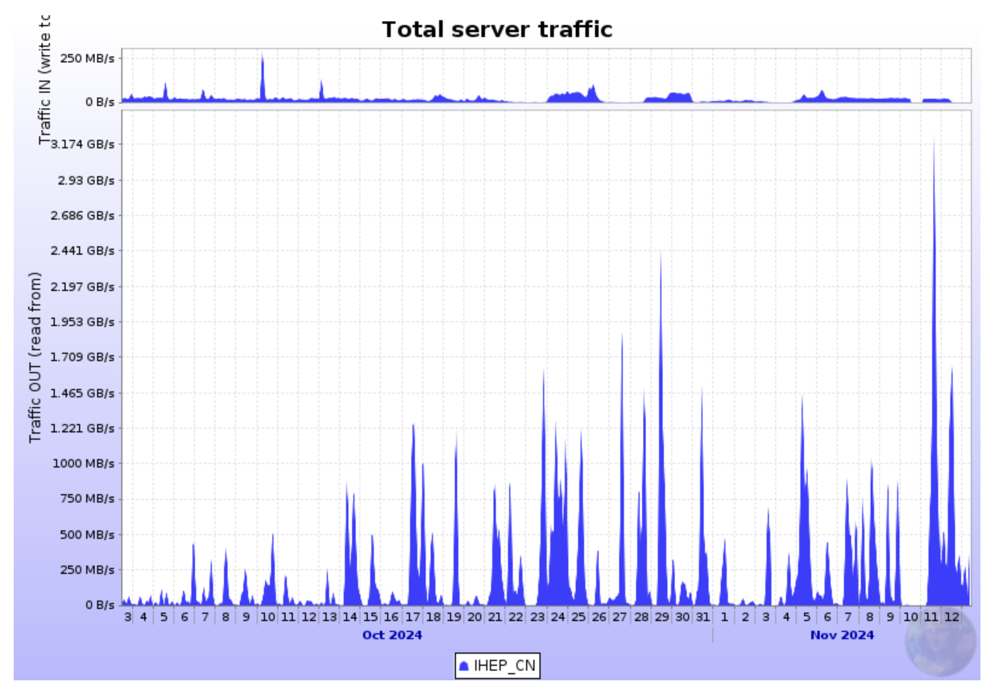 Total server traffic
Traffic IN (write to
250 MB/s
0 B/s
Traffic OUT (read from)
3.174 GB/s
2.93 GB/s
2.686 GB/s
2.441 GB/s
2.197 GB/s
1.953 GB/s
1.709 GB/s
1.465 GB/s
1.221 GB/s
1000 MB/s
750 MB/s
500 MB/s
250 MB/s
0 B/s
3 4 5 6 7 8 9 10 11 12 13 14 15 16 17 18 19 20 21 22 23 24 25 26 27 28 29 30 31 1 2 3 4 5 6 7 8 9 10 11 12
Oct 2024 Nov 2024
IHEP_CN